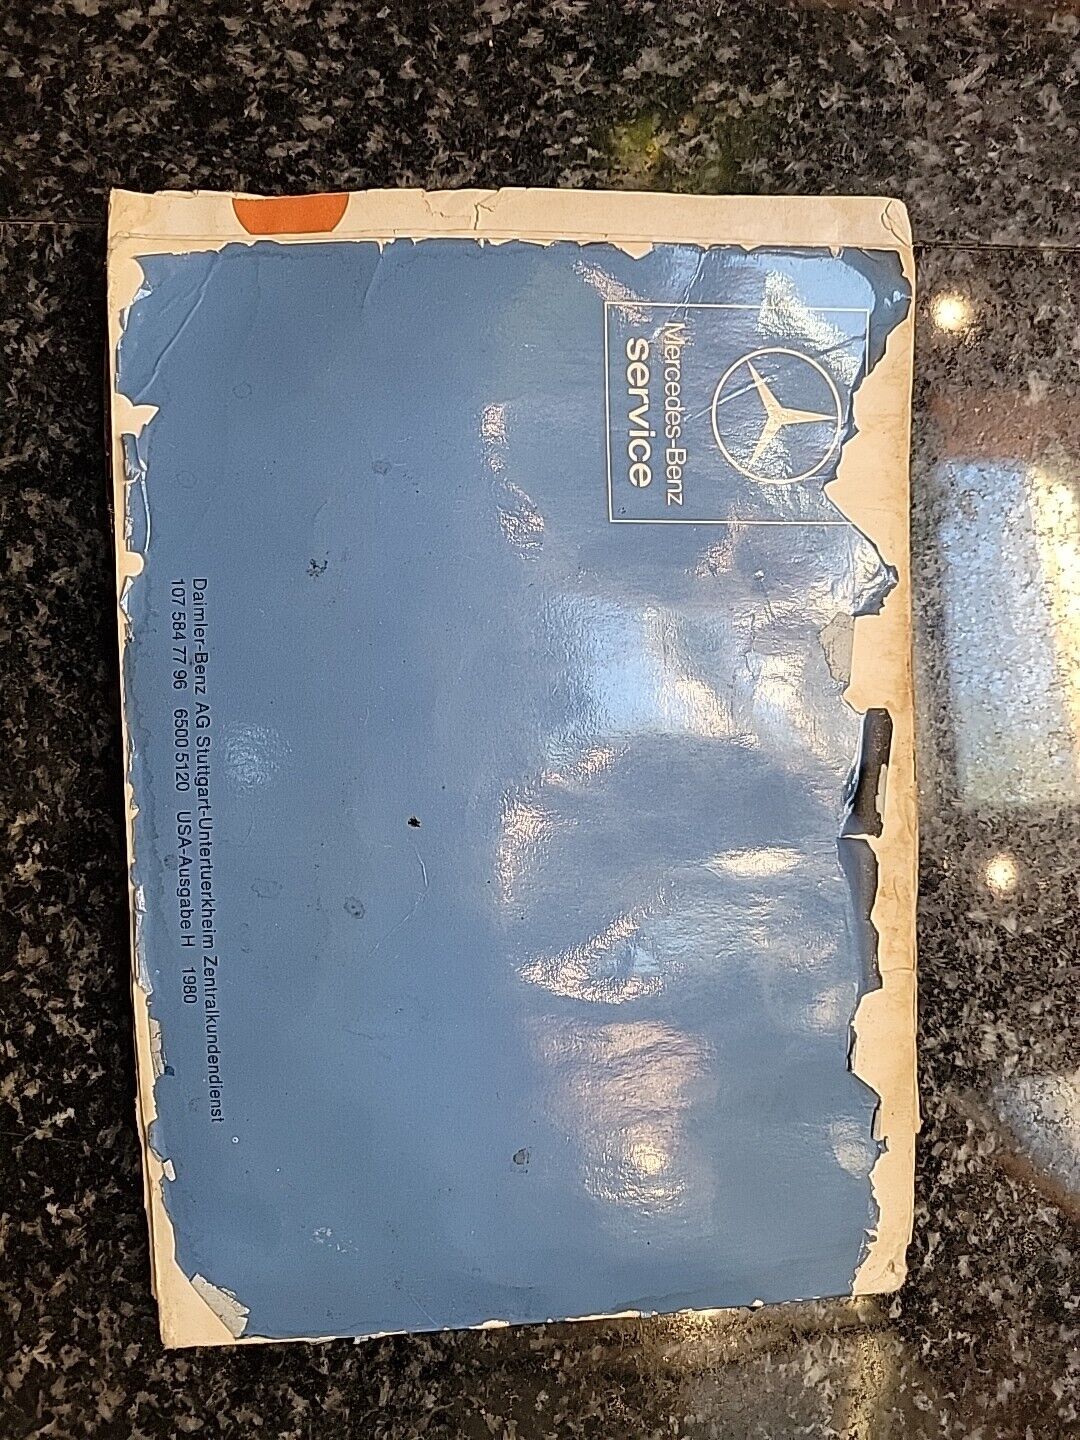 Mercedes-Benz
service
Daimler-Benz AG Stuttgart-Untertuerkheim Zentralkundendienst
107 584 77 96 6500 5120 USA-Ausgabe H 1980